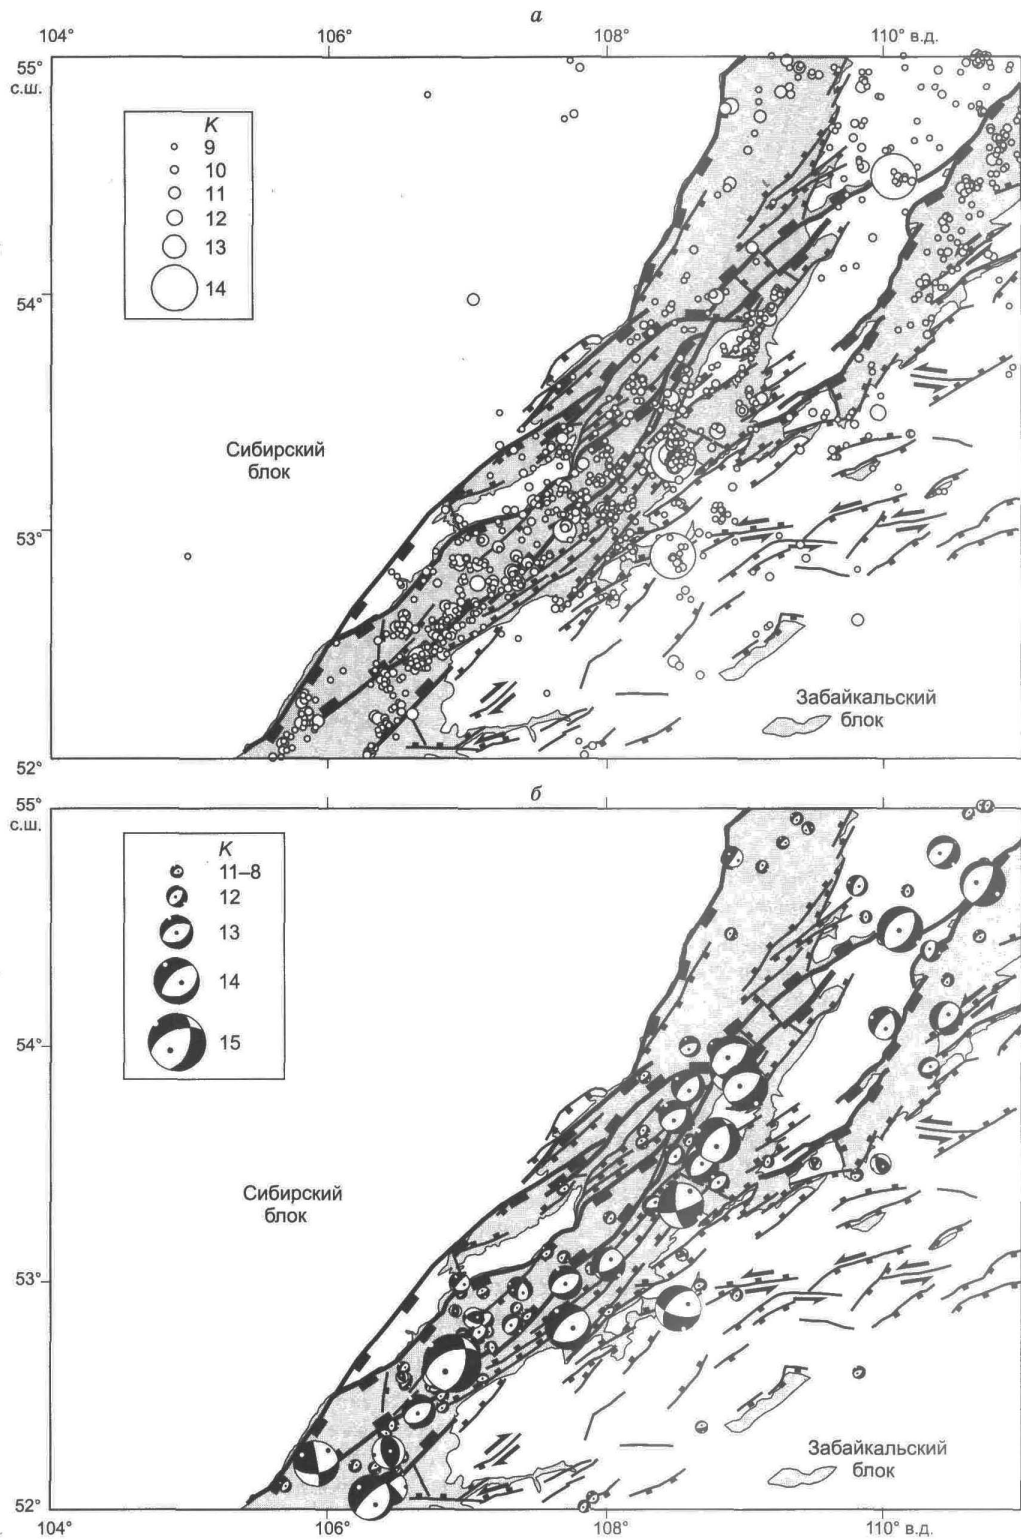 а
104° 106° 108° 110° в.д.
55°
с.ш.
K
9
10
11
12
13
14
54°
Сибирский
блок
53°
Забайкальский
блок
52°
б
55°
с.ш.
K
11–8
12
13
14
15
54°
Сибирский
блок
53°
Забайкальский
блок
52°
104° 106° 108° 110° в.д.